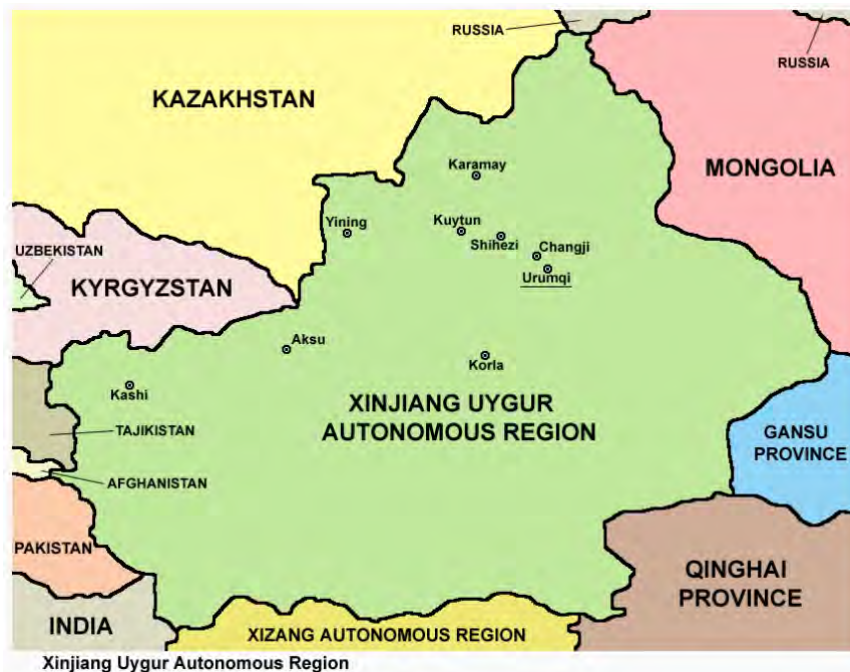 RUSSIA
RUSSIA
KAZAKHSTAN
MONGOLIA
Karamay
Yining
Kuytun
Shihezi
Changji
Urumqi
UZBEKISTAN
KYRGYZSTAN
Aksu
Korla
Kashi
XINJIANG UYGUR
AUTONOMOUS REGION
TAJIKISTAN
GANSU
PROVINCE
AFGHANISTAN
PAKISTAN
QINGHAI
PROVINCE
INDIA
XIZANG AUTONOMOUS REGION
Xinjiang Uygur Autonomous Region